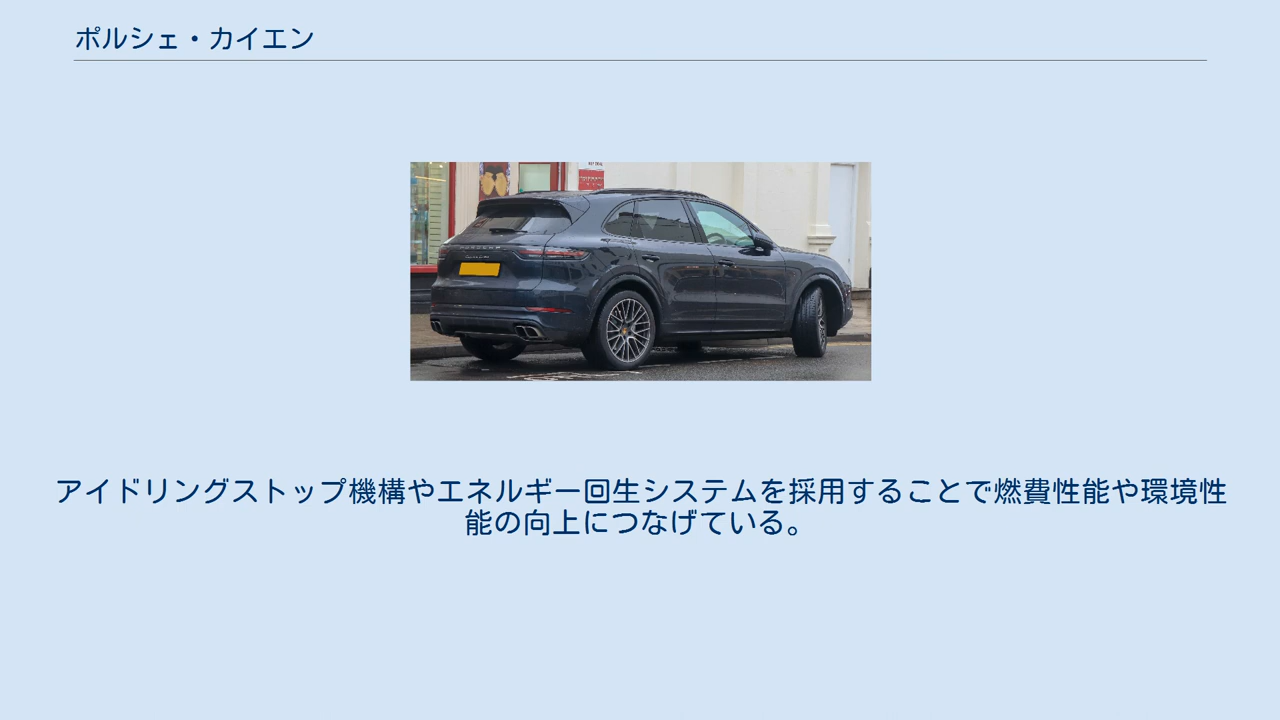 ポルシェ・カイエン
PORSCHE
アイドリングストップ機構やエネルギー回生システムを採用することで燃費性能や環境性
能の向上につなげている。